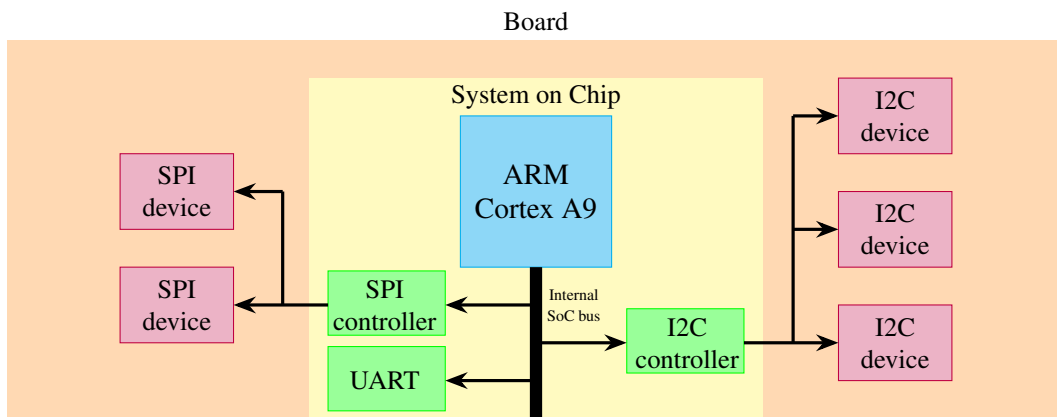 Board
System on Chip
ARM
Cortex A9
I2C
device
SPI
device
I2C
device
SPI
device
SPI
controller
Internal
SoC bus
I2C
controller
I2C
device
UART